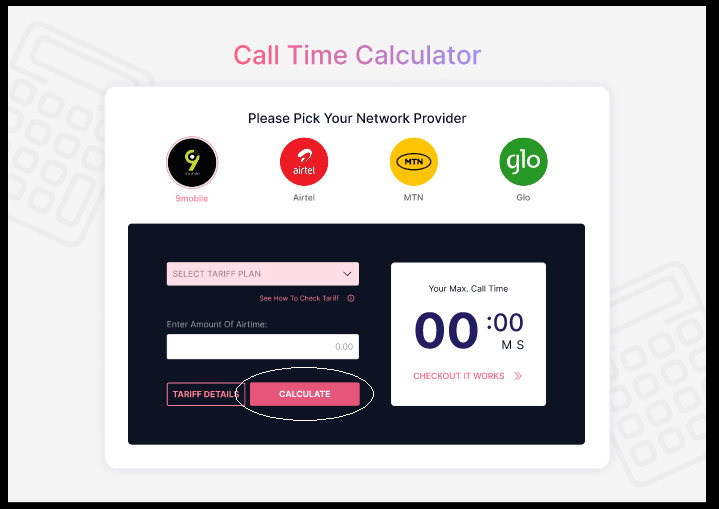 Call Time Calculator
Please Pick Your Network Provider
9
mobile
airtel
MTN
glo
9mobile
Airtel
MTN
Glo
SELECT TARIFF PLAN
See How To Check Tariff
Enter Amount Of Airtime:
0.00
TARIFF DETAILS
CALCULATE
Your Max. Call Time
00:00
M S
CHECKOUT IT WORKS